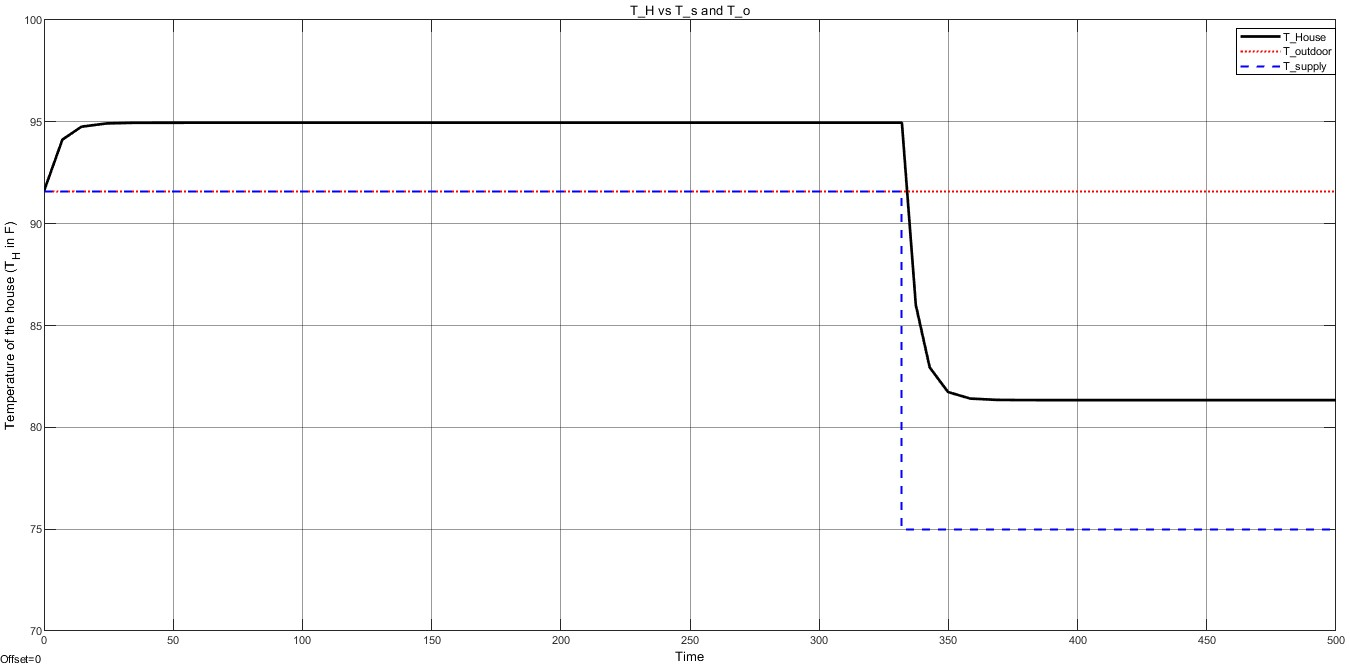 T_H vs T_s and T_o
100
95
90
85
80
75
70
Temperature of the house (T_H in F)
T_House
T_outdoor
T_supply
0 50 100 150 200 250 300 350 400 450 500
Time
Offset=0